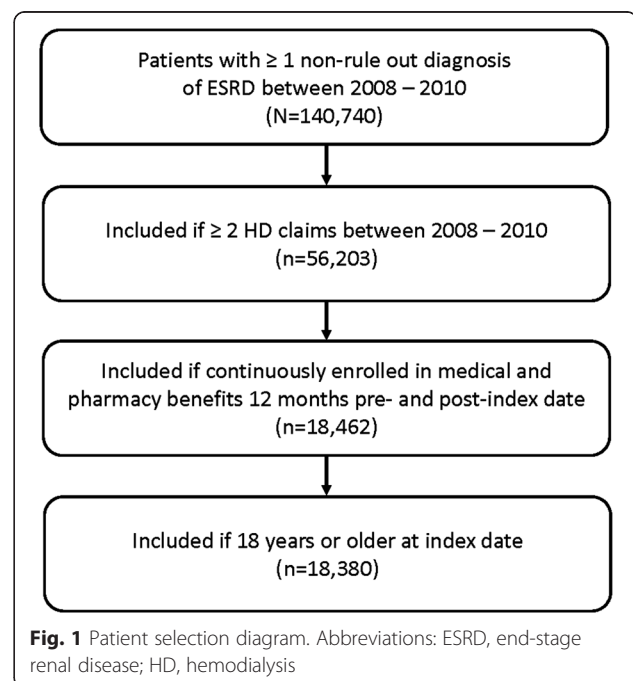 Patients with ≥ 1 non-rule out diagnosis
of ESRD between 2008 – 2010
(N=140,740)
Included if ≥ 2 HD claims between 2008 – 2010
(n=56,203)
Included if continuously enrolled in medical and
pharmacy benefits 12 months pre- and post-index date
(n=18,462)
Included if 18 years or older at index date
(n=18,380)
Fig. 1 Patient selection diagram. Abbreviations: ESRD, end-stage
renal disease; HD, hemodialysis